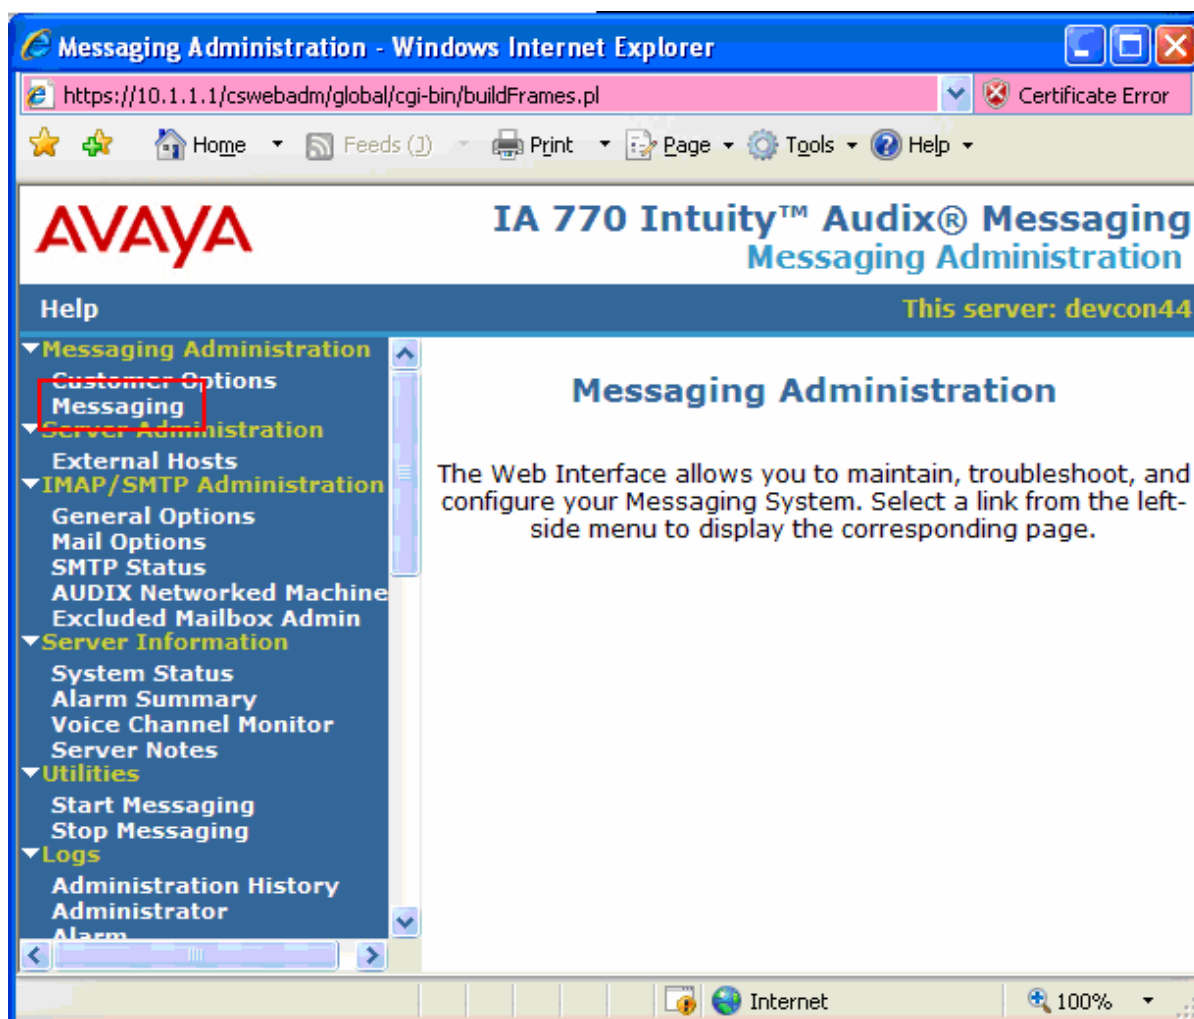 Messaging Administration - Windows Internet Explorer
https://10.1.1.1/cswebadm/global/cgi-bin/buildFrames.pl
Certificate Error
Home
Feeds (J)
Print
Page
Tools
Help
AVAYA
IA 770 Intuity™ Audix® Messaging
Messaging Administration
Help
This server: devcon44
Messaging Administration
Customer Options
Messaging
Server Administration
External Hosts
IMAP/SMTP Administration
General Options
Mail Options
SMTP Status
AUDIX Networked Machine
Excluded Mailbox Admin
Server Information
System Status
Alarm Summary
Voice Channel Monitor
Server Notes
Utilities
Start Messaging
Stop Messaging
Logs
Administration History
Administrator
Alarm
Messaging Administration
The Web Interface allows you to maintain, troubleshoot, and
configure your Messaging System. Select a link from the left-
side menu to display the corresponding page.
Internet
100%